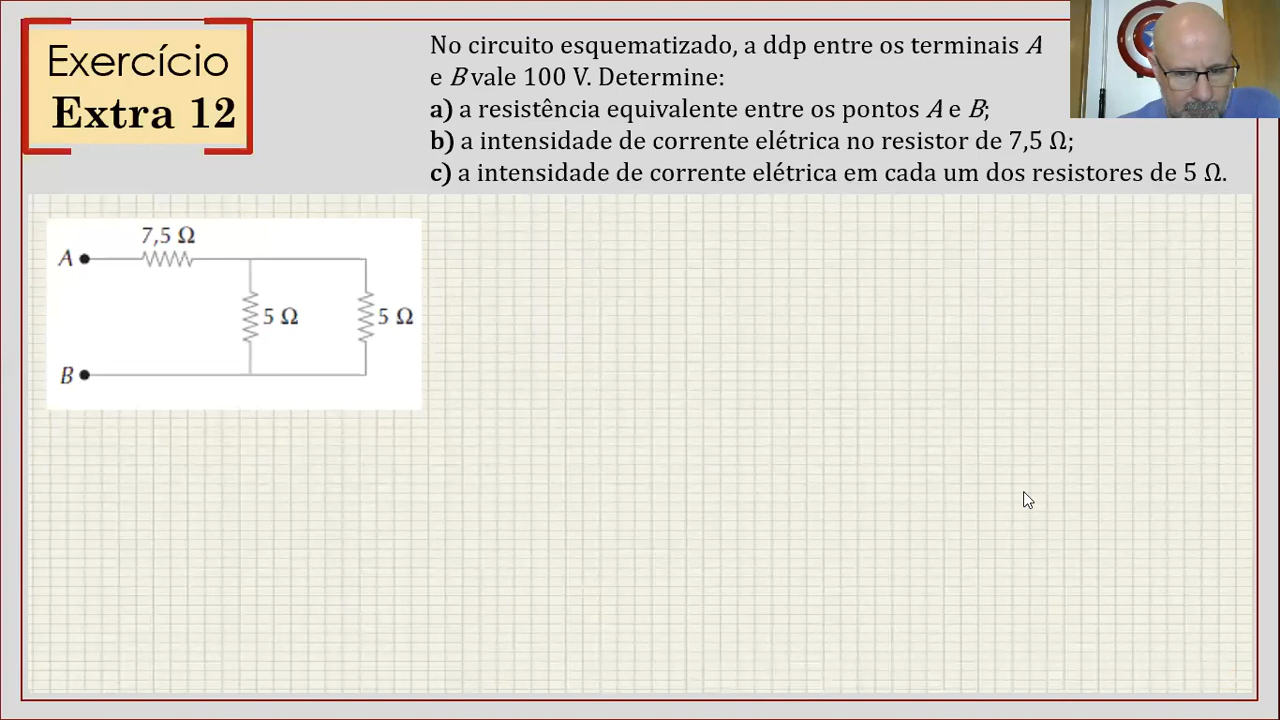 Exercício
Extra 12
No circuito esquematizado, a ddp entre os terminais A
e B vale 100 V. Determine:
a) a resistência equivalente entre os pontos A e B;
b) a intensidade de corrente elétrica no resistor de 7,5 Ω;
c) a intensidade de corrente elétrica em cada um dos resistores de 5 Ω.
7,5 Ω
A
5 Ω
5 Ω
B